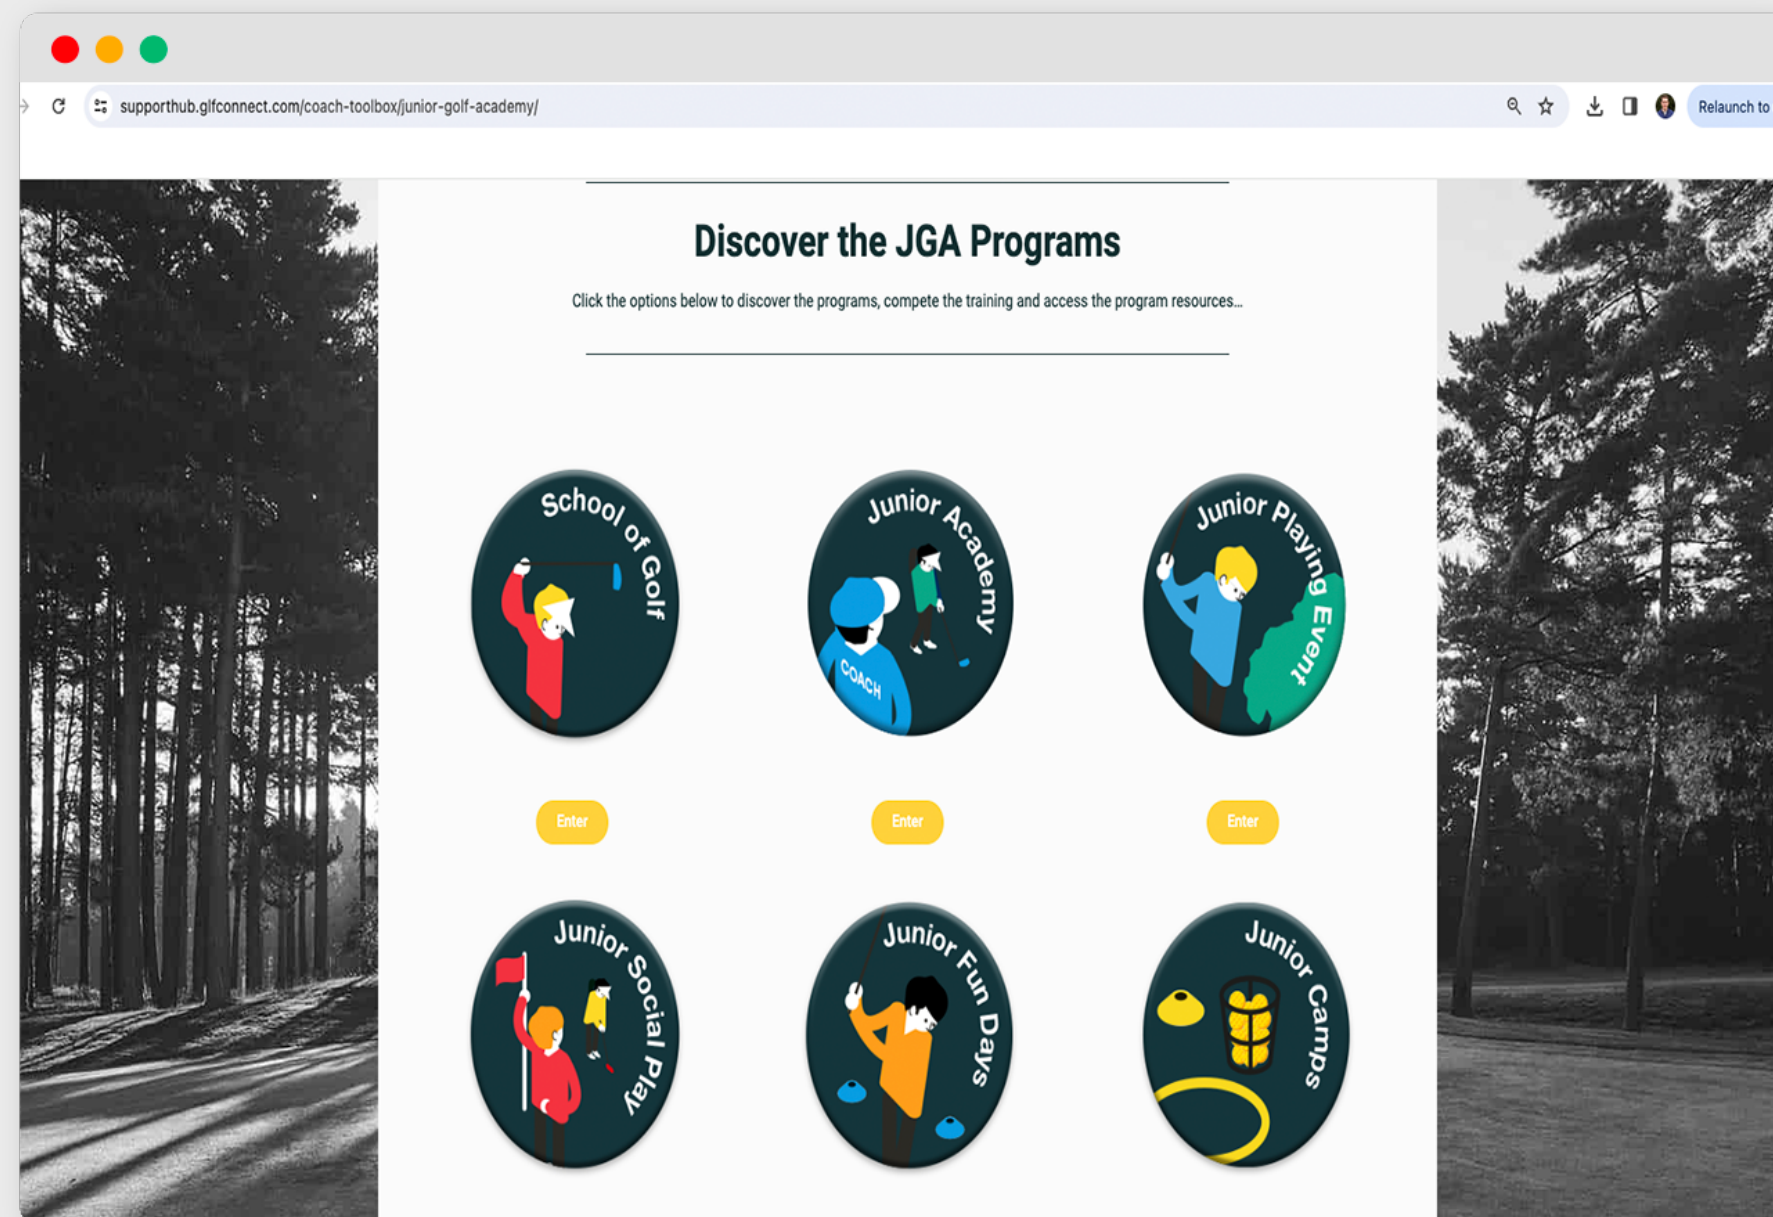 supporthub.glfconnect.com/coach-toolbox/junior-golf-academy/
Relaunch to
Discover the JGA Programs
Click the options below to discover the programs, compete the training and access the program resources...
School of Golf
Junior Academy
COACH
Junior Playing Event
Enter
Enter
Enter
Junior Social Play
Junior Fun Days
Junior Camps